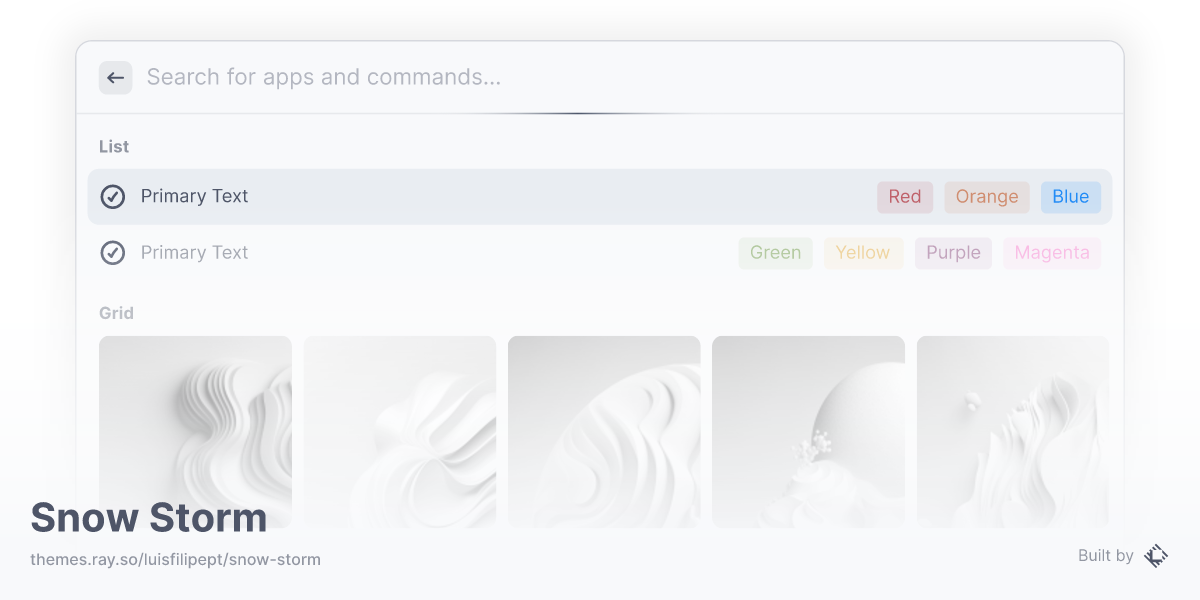 Search for apps and commands...
List
Primary Text Red Orange Blue
Primary Text Green Yellow Purple Magenta
Grid
Snow Storm
themes.ray.so/luisfilipept/snow-storm
Built by